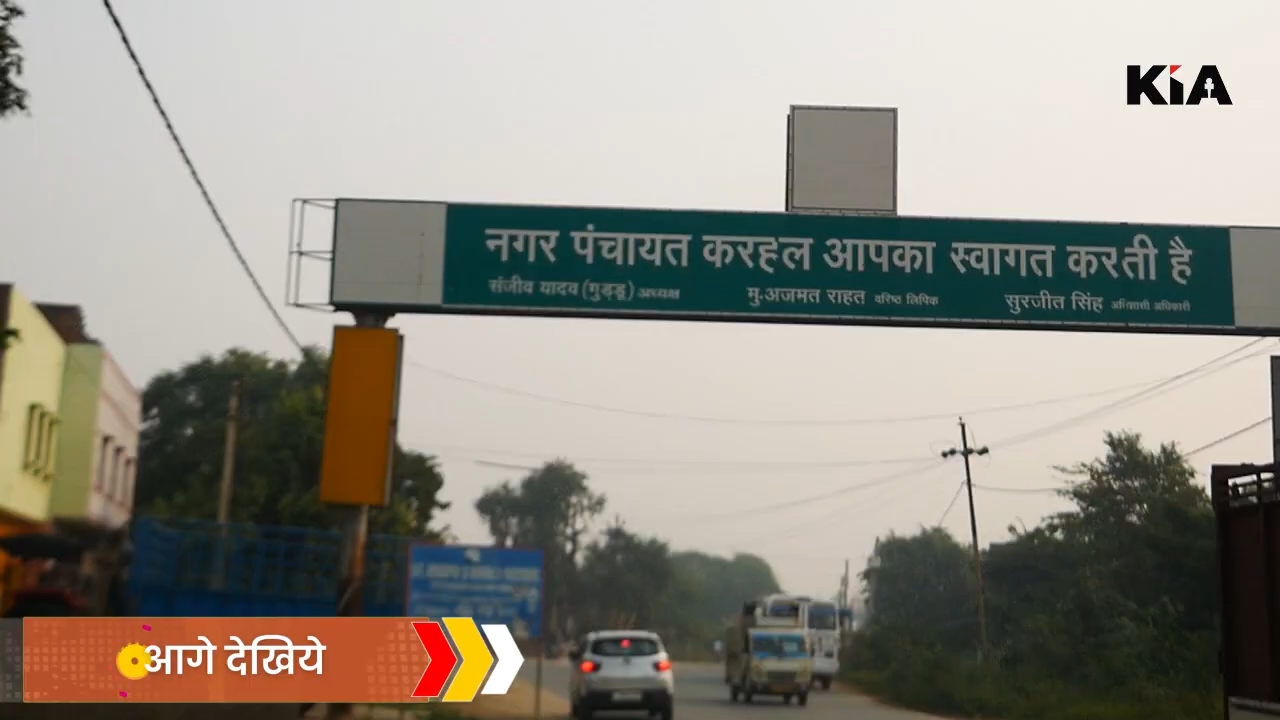 KiA
नगर पंचायत करहल आपका स्वागत करती है
संजीव यादव (गुड्डू) अध्यक्ष मु.अजमत राहत वरिष्ठ लिपिक सुरजीत सिंह अधिशासी अधिकारी
आगे देखिये